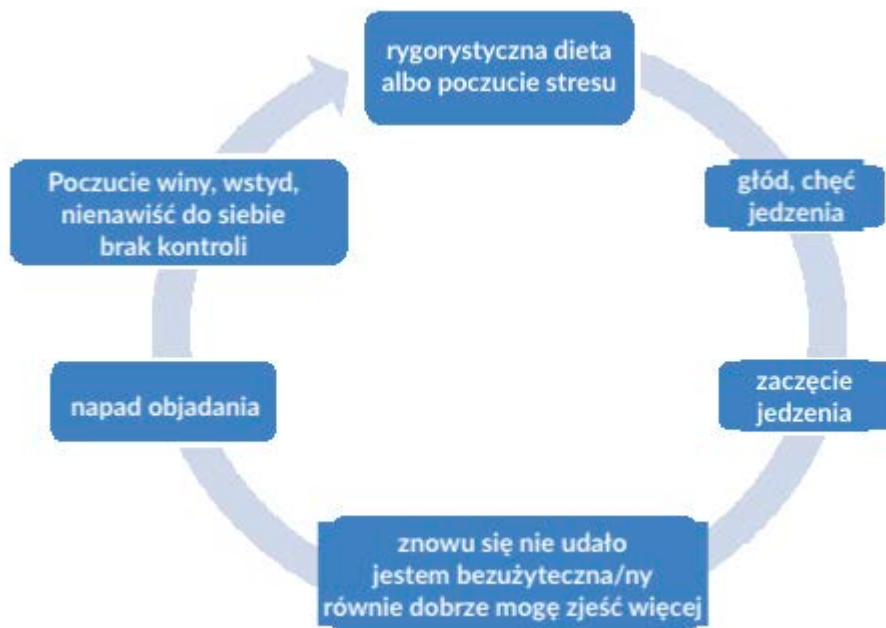 rygorystyczna dieta
albo poczucie stresu
głód, chęć
jedzenia
zaczęcie
jedzenia
znowu się nie udało
jestem bezużyteczna/ny
równie dobrze mogę zjeść więcej
napad objadania
Poczucie winy, wstyd,
nienawiść do siebie
brak kontroli